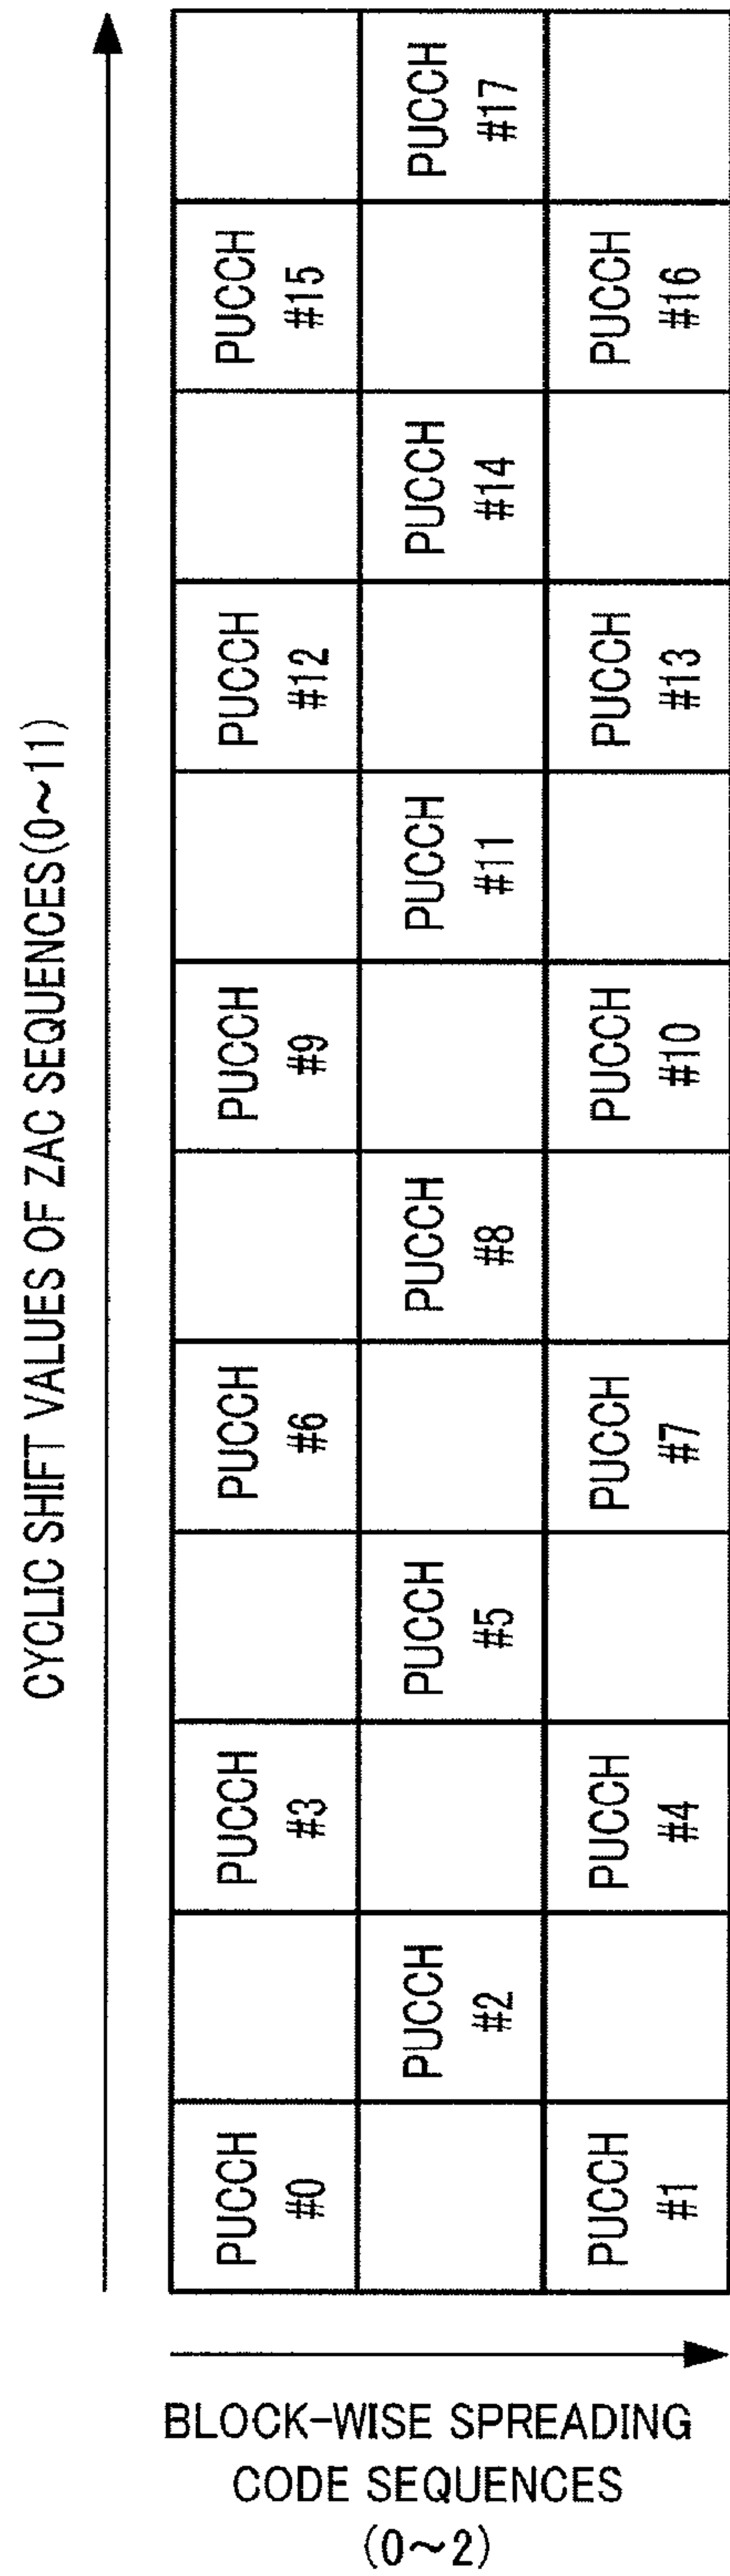 CYCLIC SHIFT VALUES OF ZAC SEQUENCES(0~11)
PUCCH
#0
PUCCH
#3
PUCCH
#6
PUCCH
#9
PUCCH
#12
PUCCH
#15
PUCCH
#2
PUCCH
#5
PUCCH
#8
PUCCH
#11
PUCCH
#14
PUCCH
#17
PUCCH
#1
PUCCH
#4
PUCCH
#7
PUCCH
#10
PUCCH
#13
PUCCH
#16
BLOCK-WISE SPREADING
CODE SEQUENCES
(0~2)